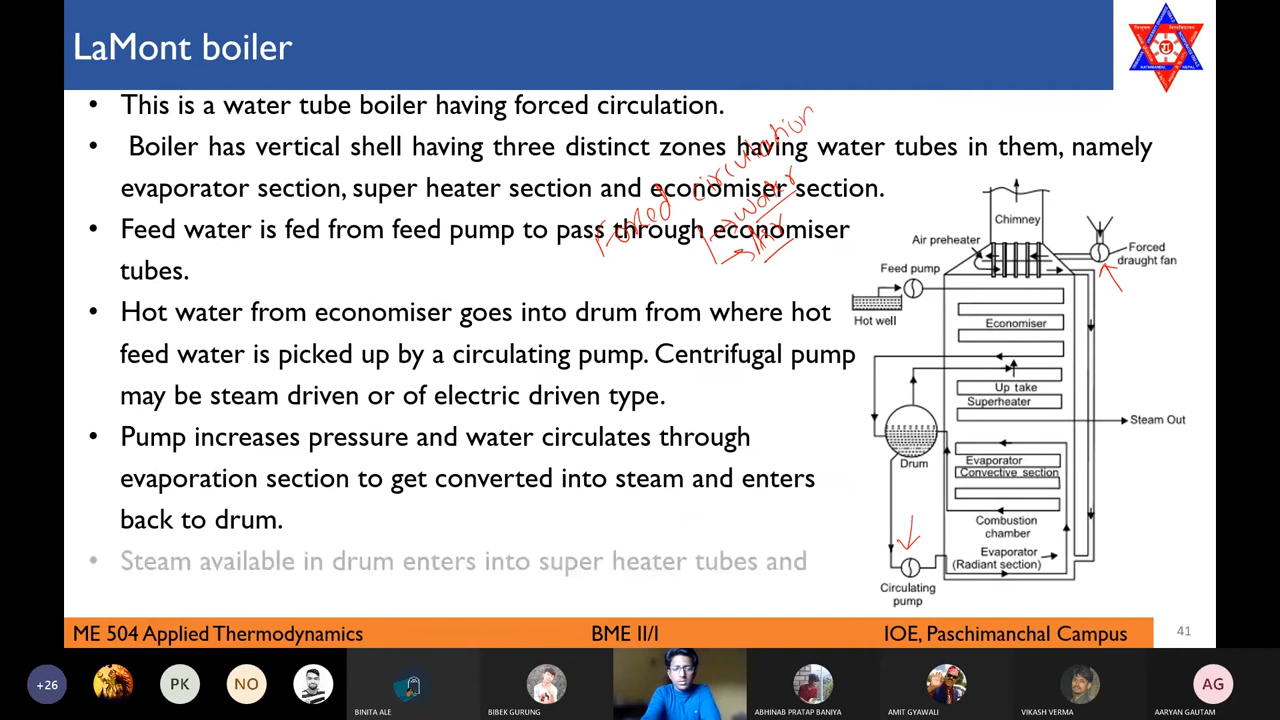 LaMont boiler
• This is a water tube boiler having forced circulation.
• Boiler has vertical shell having three distinct zones having water tubes in them, namely
evaporator section, super heater section and economiser section.
• Feed water is fed from feed pump to pass through economiser
tubes.
• Hot water from economiser goes into drum from where hot
feed water is picked up by a circulating pump. Centrifugal pump
may be steam driven or of electric driven type.
• Pump increases pressure and water circulates through
evaporation section to get converted into steam and enters
back to drum.
• Steam available in drum enters into super heater tubes and
Forced circulation
→ water
→ Air
Chimney
Air preheater
Forced
draught fan
Feed pump
Hot well
Economiser
Up take
Superheater
Steam Out
Drum
Evaporator
Convective section
Combustion
chamber
Evaporator
(Radiant section)
Circulating
pump
ME 504 Applied Thermodynamics
BME II/I
IOE, Paschimanchal Campus
41
+26
PK
NO
BINITA ALE
BIBEK GURUNG
ABHINAB PRATAP BANIYA
AMIT GYAWALI
VIKASH VERMA
AG
AARYAN GAUTAM